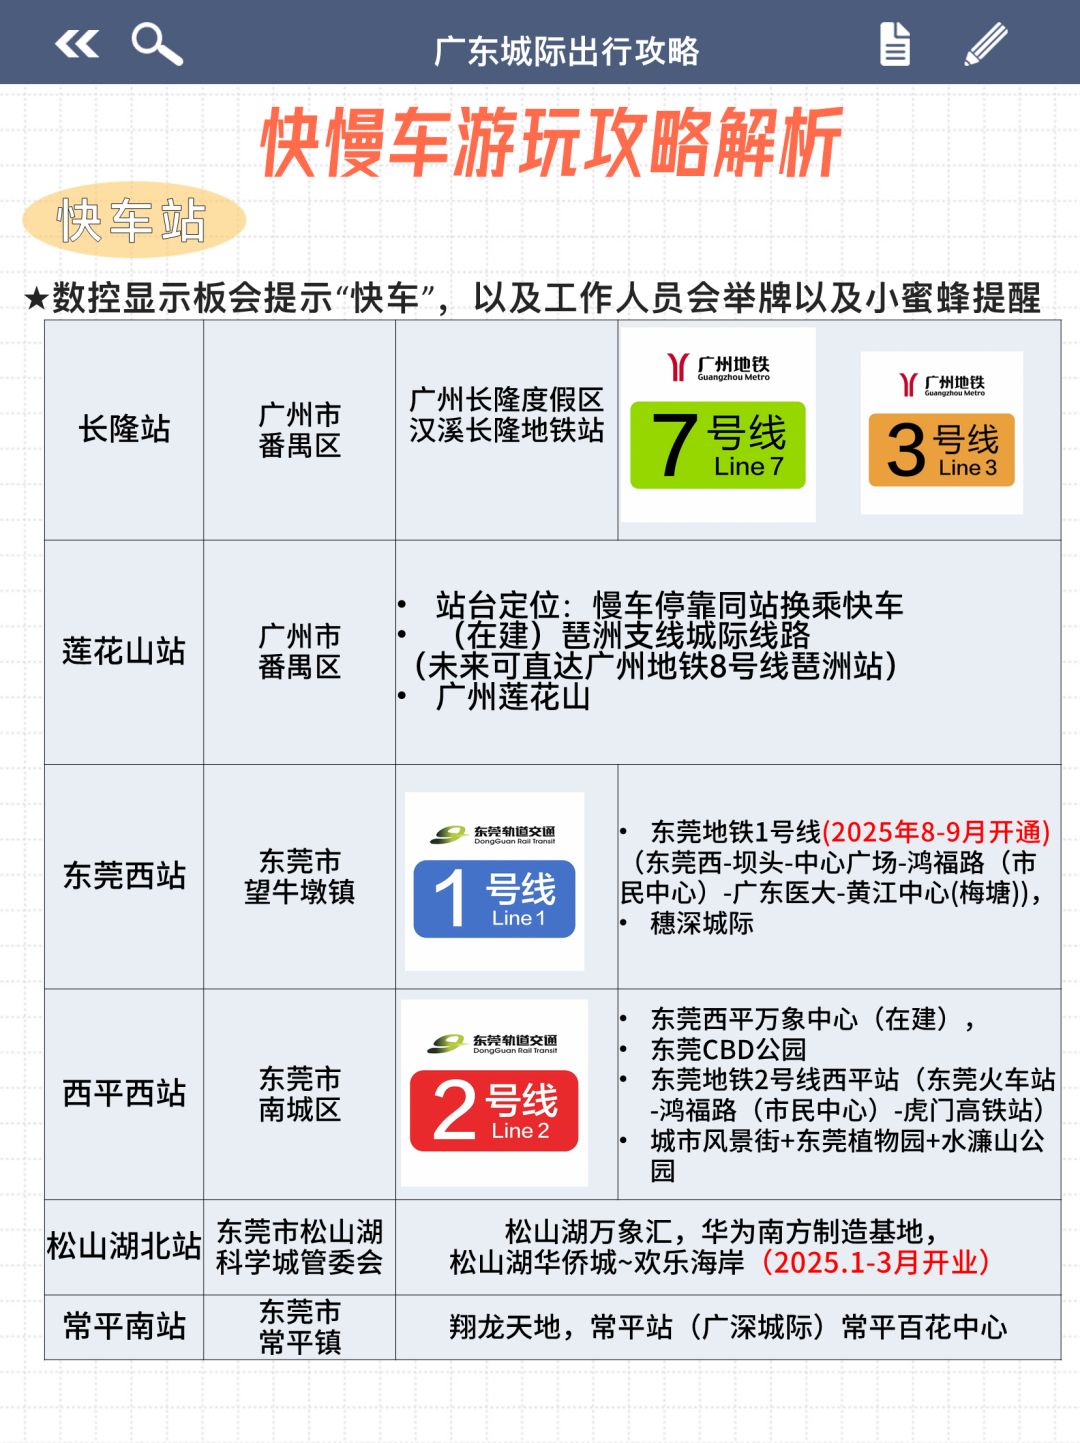 广东城际出行攻略
快慢车游玩攻略解析
快车站
★数控显示板会提示“快车”，以及工作人员会举牌以及小蜜蜂提醒
长隆站
广州市
番禺区
广州长隆度假区
汉溪长隆地铁站
广州地铁
Guangzhou Metro
7号线
Line 7
广州地铁
Guangzhou Metro
3号线
Line 3
莲花山站
广州市
番禺区
• 站台定位：慢车停靠同站换乘快车
• （在建）琶洲支线城际线路
（未来可直达广州地铁8号线琶洲站）
• 广州莲花山
东莞西站
东莞市
望牛墩镇
东莞轨道交通
DongGuan Rail Transit
1号线
Line 1
• 东莞地铁1号线(2025年8-9月开通)
（东莞西-坝头-中心广场-鸿福路（市
民中心）-广东医大-黄江中心(梅塘))，
• 穗深城际
西平西站
东莞市
南城区
东莞轨道交通
DongGuan Rail Transit
2号线
Line 2
• 东莞西平万象中心（在建），
• 东莞CBD公园
• 东莞地铁2号线西平站（东莞火车站
-鸿福路（市民中心）-虎门高铁站）
• 城市风景街+东莞植物园+水濂山公
园
松山湖北站
东莞市松山湖
科学城管委会
松山湖万象汇，华为南方制造基地，
松山湖华侨城~欢乐海岸（2025.1-3月开业）
常平南站
东莞市
常平镇
翔龙天地，常平站（广深城际）常平百花中心